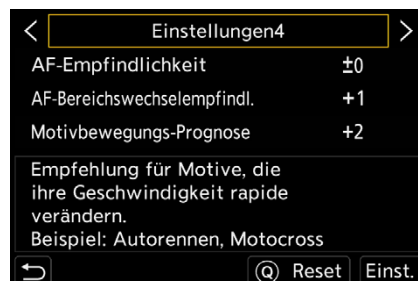 Einstellungen4
AF-Empfindlichkeit ±0
AF-Bereichswechselempfindl. +1
Motivbewegungs-Prognose +2
Empfehlung für Motive, die
ihre Geschwindigkeit rapide
verändern.
Beispiel: Autorennen, Motocross
Q Reset Einst.